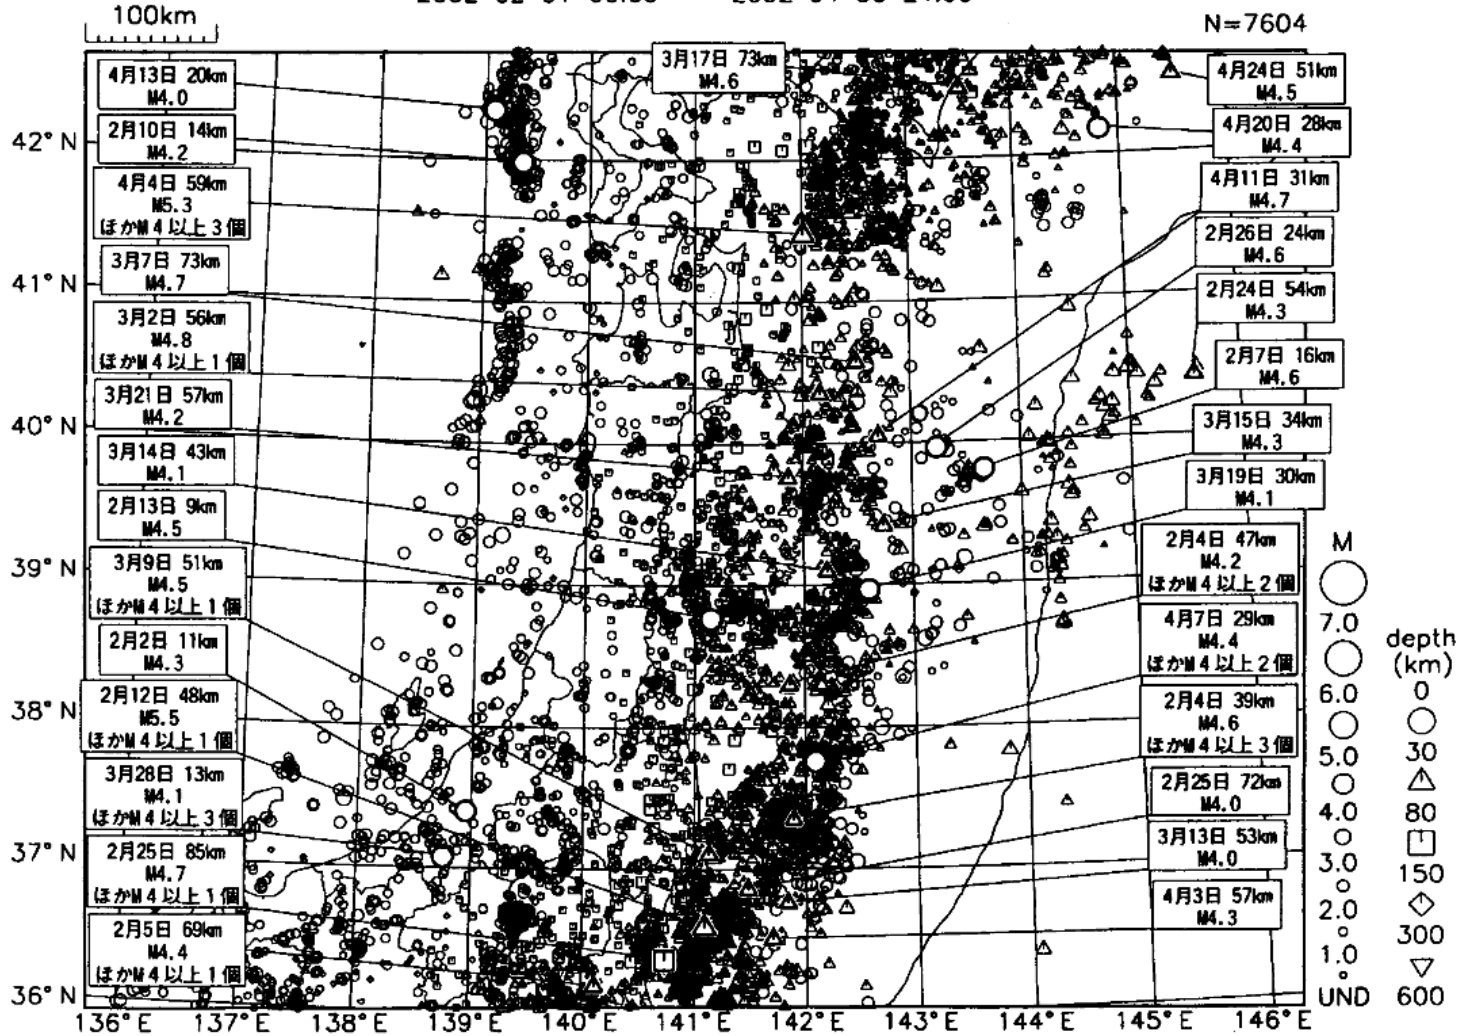 100km
N=7604
3月17日 73km
M4.6
4月13日 20km
M4.0
2月10日 14km
M4.2
4月4日 59km
M5.3
ほかM4以上3個
3月7日 73km
M4.7
3月2日 56km
M4.8
ほかM4以上1個
3月21日 57km
M4.2
3月14日 43km
M4.1
2月13日 9km
M4.5
3月9日 51km
M4.5
ほかM4以上1個
2月2日 11km
M4.3
2月12日 48km
M5.5
ほかM4以上1個
3月28日 13km
M4.1
ほかM4以上3個
2月25日 85km
M4.7
ほかM4以上1個
2月5日 69km
M4.4
ほかM4以上1個
4月24日 51km
M4.5
4月20日 28km
M4.4
4月11日 31km
M4.7
2月26日 24km
M4.6
2月24日 54km
M4.3
2月7日 16km
M4.6
3月15日 34km
M4.3
3月19日 30km
M4.1
2月4日 47km
M4.2
ほかM4以上2個
4月7日 29km
M4.4
ほかM4以上2個
2月4日 39km
M4.6
ほかM4以上3個
2月25日 72km
M4.0
3月13日 53km
M4.0
4月3日 57km
M4.3
42°N
41°N
40°N
39°N
38°N
37°N
36°N
136°E 137°E 138°E 139°E 140°E 141°E 142°E 143°E 144°E 145°E 146°E
M
7.0
6.0
5.0
4.0
3.0
2.0
1.0
UND
depth
(km)
0
30
80
150
300
600